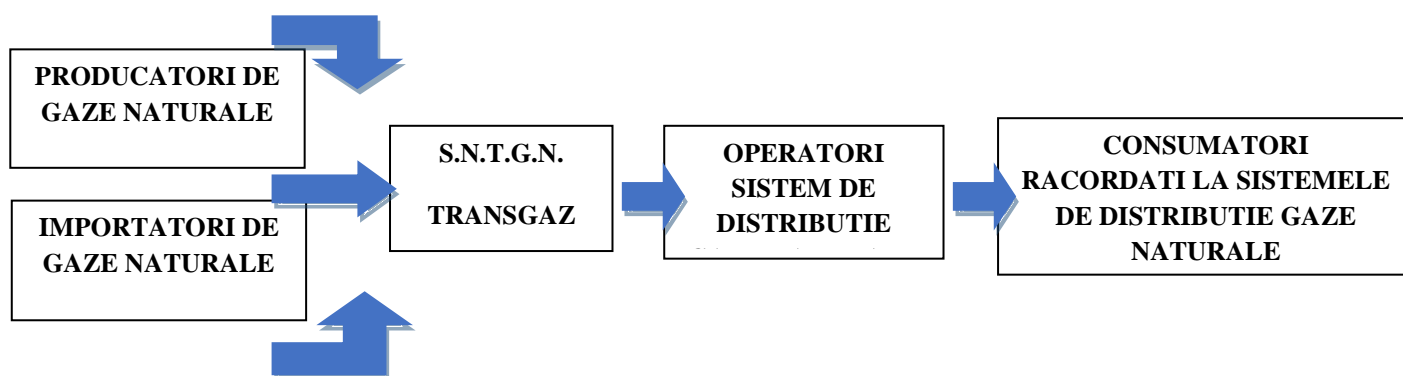 PRODUCATORI DE
GAZE NATURALE
IMPORTATORI DE
GAZE NATURALE
S.N.T.G.N.
TRANSGAZ
OPERATORI
SISTEM DE
DISTRIBUTIE
CONSUMATORI
RACORDATI LA SISTEMELE
DE DISTRIBUTIE GAZE
NATURALE